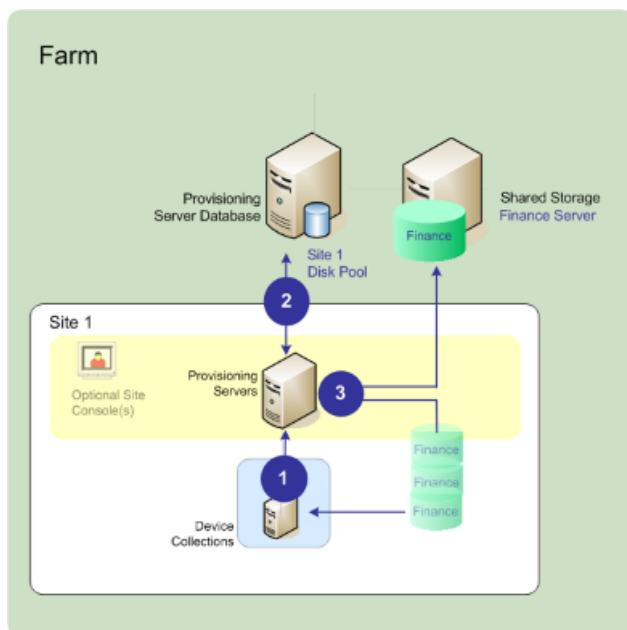 Farm
Provisioning
Server Database
Site 1
Disk Pool
Shared Storage
Finance Server
Finance
Site 1
2
Optional Site
Console(s)
Provisioning
Servers
3
1
Device
Collections
Finance
Finance
Finance